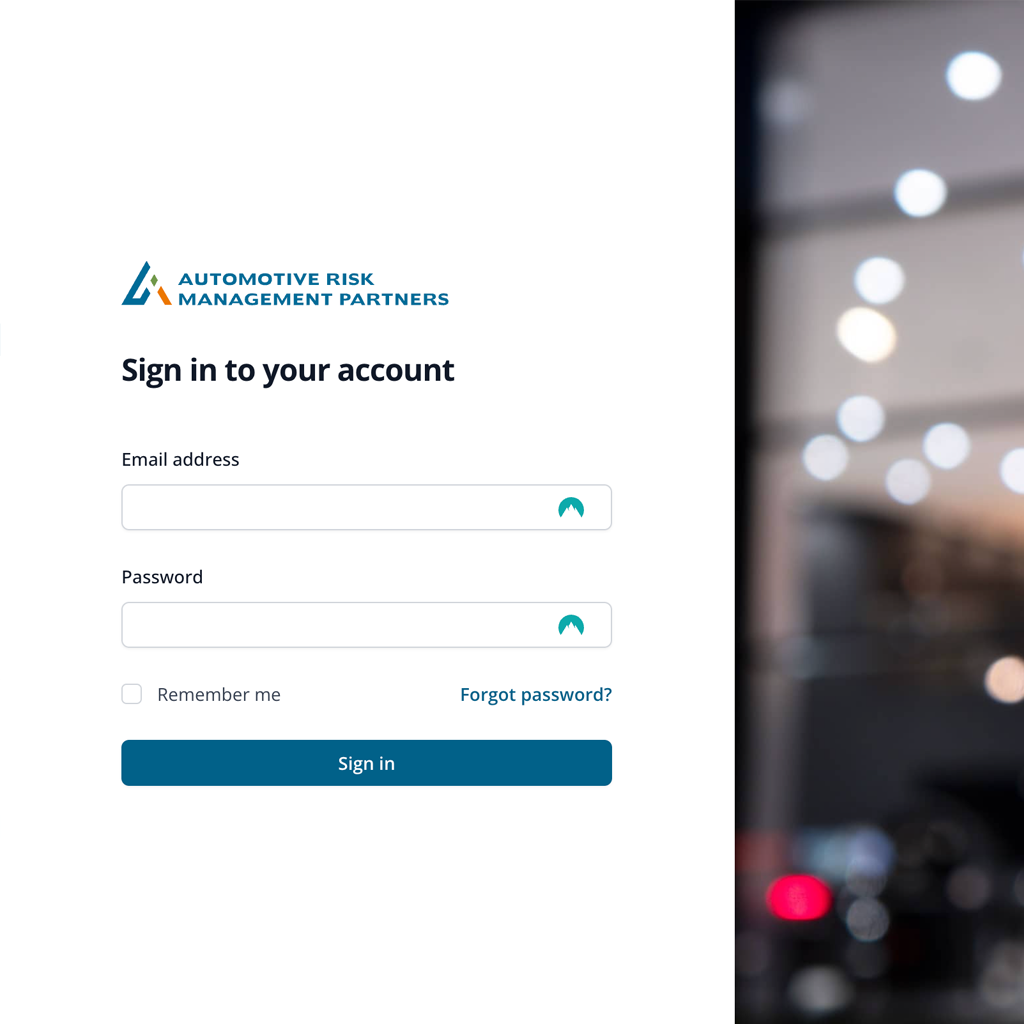 AUTOMOTIVE RISK
MANAGEMENT PARTNERS
Sign in to your account
Email address
Password
Remember me
Forgot password?
Sign in